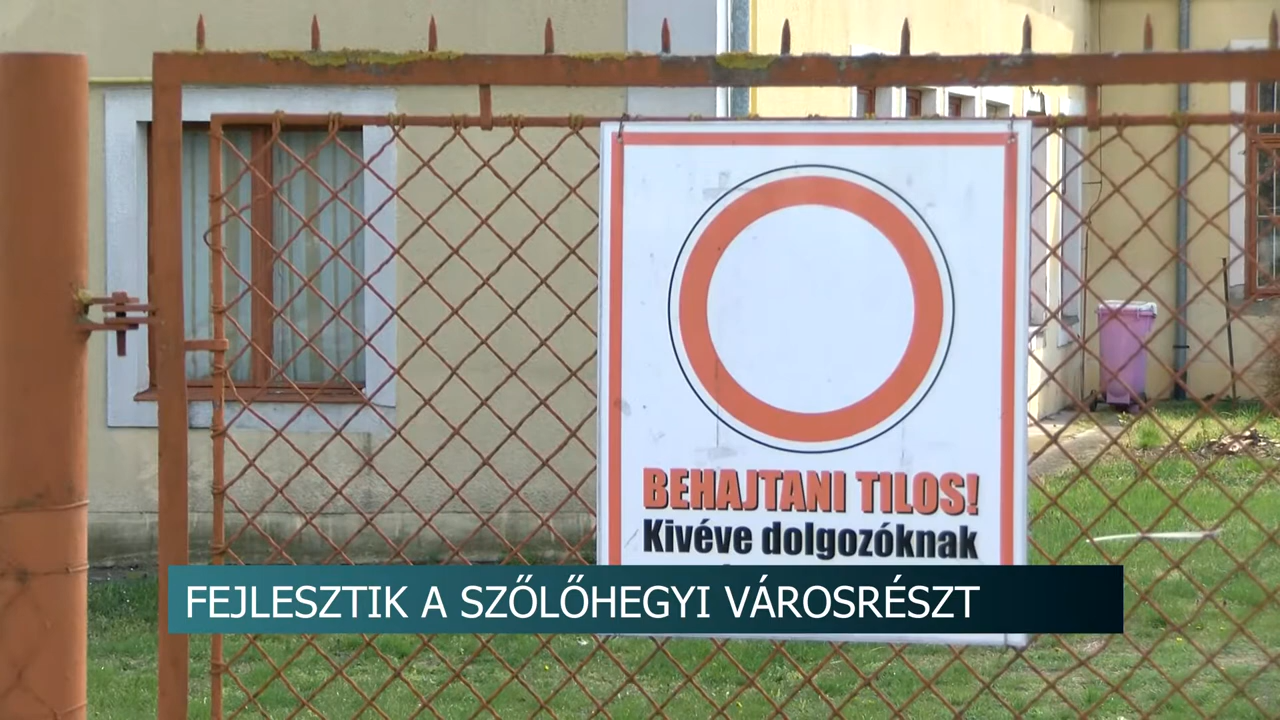 BEHAJTANI TILOS!
Kivéve dolgozóknak
FEJLESZTIK A SZŐLŐHEGYI VÁROSRÉSZT